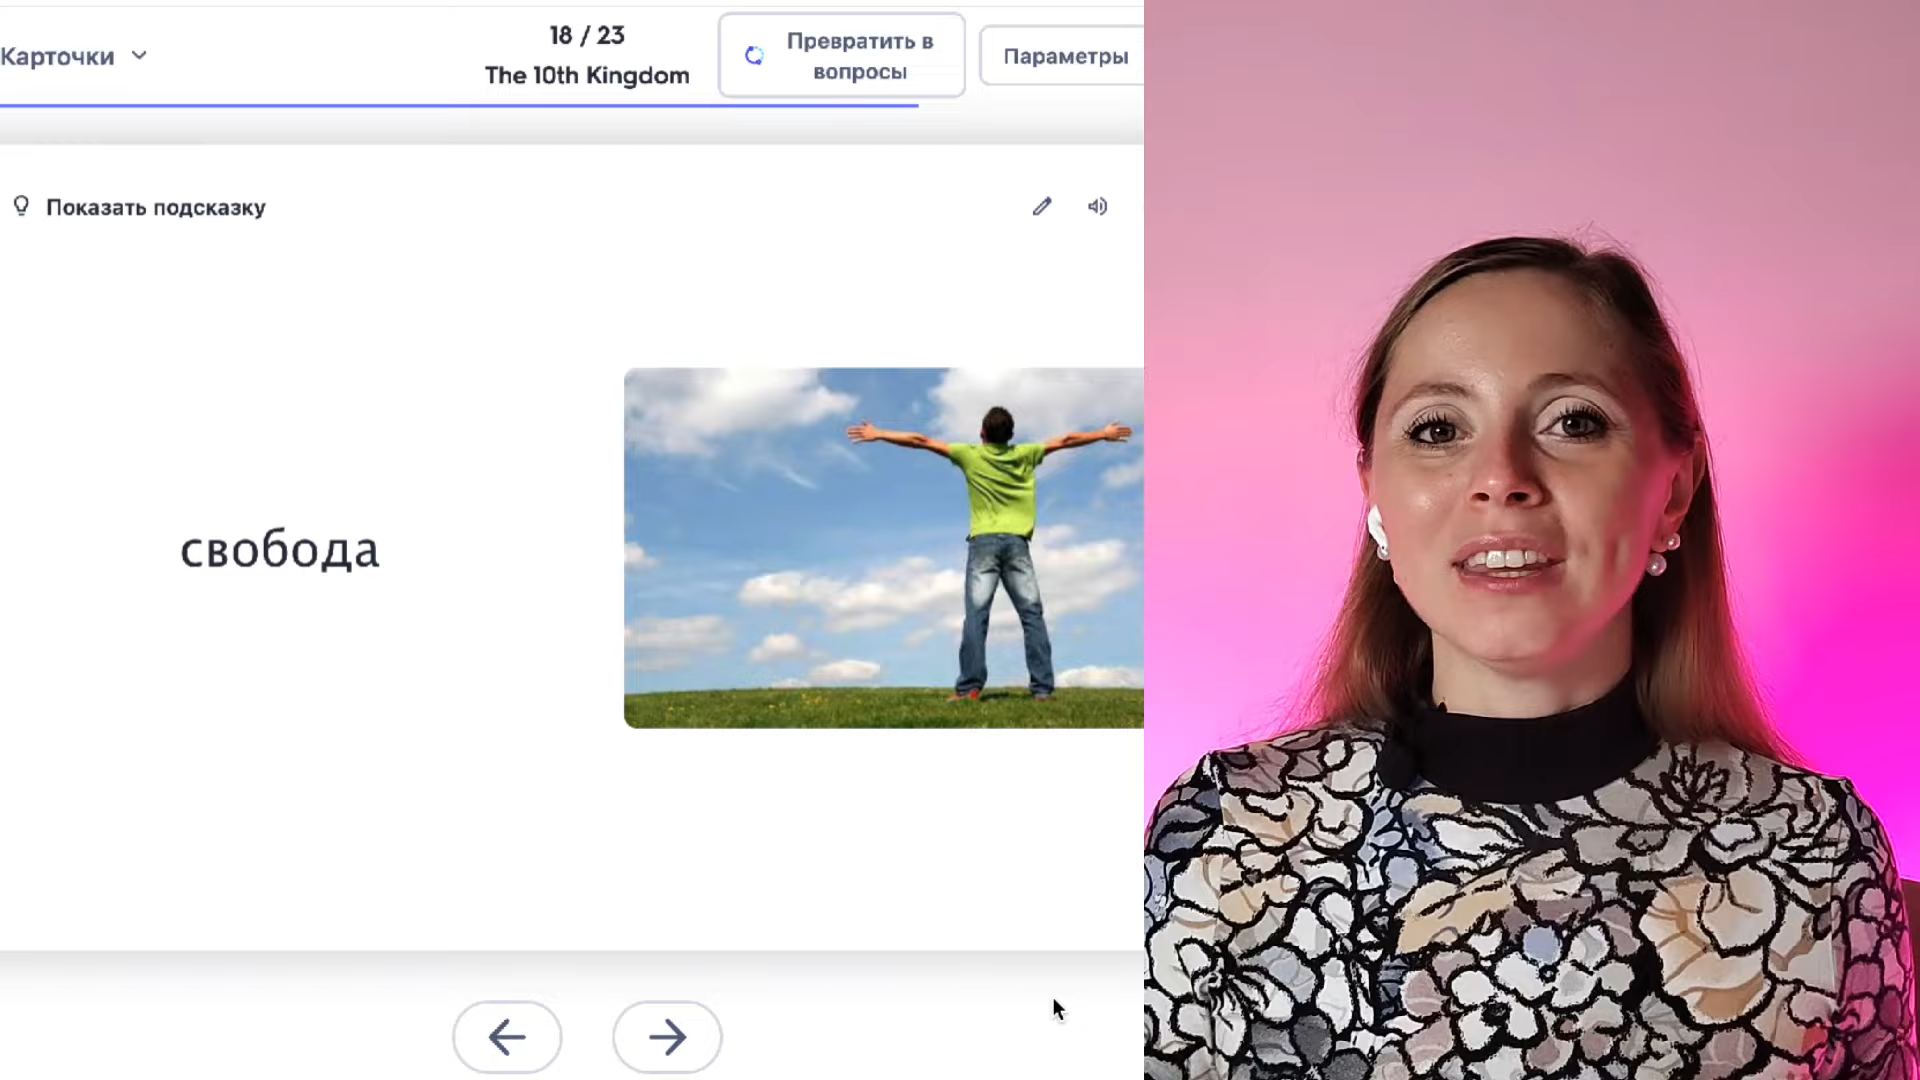 Карточки
18 / 23
The 10th Kingdom
Превратить в
вопросы
Параметры
Показать подсказку
свобода